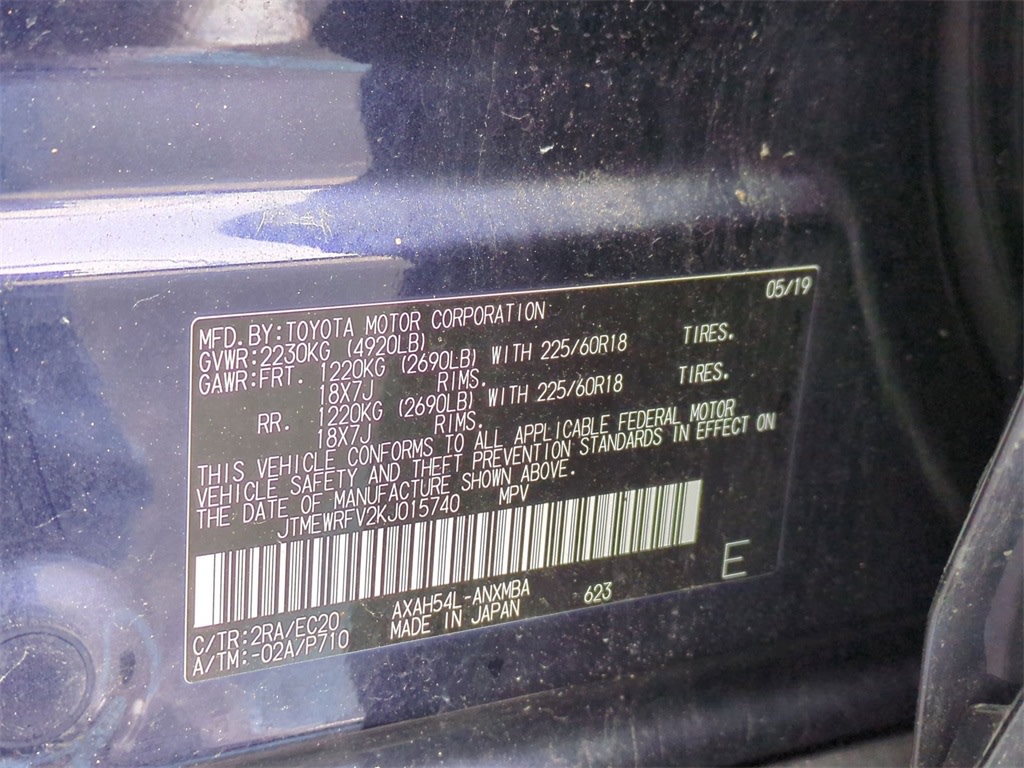 05/19
MFD.BY:TOYOTA MOTOR CORPORATION
GVWR:2230KG (4920LB)
GAWR:FRT. 1220KG (2690LB) WITH 225/60R18 TIRES.
18X7J RIMS.
RR. 1220KG (2690LB) WITH 225/60R18 TIRES.
18X7J RIMS.
THIS VEHICLE CONFORMS TO ALL APPLICABLE FEDERAL MOTOR
VEHICLE SAFETY AND THEFT PREVENTION STANDARDS IN EFFECT ON
THE DATE OF MANUFACTURE SHOWN ABOVE.
JTMEWRFV2KJ015740 MPV
E
C/TR:2RA/EC20 AXAH54L-ANXMBA 623
A/TM:-02A/P710 MADE IN JAPAN